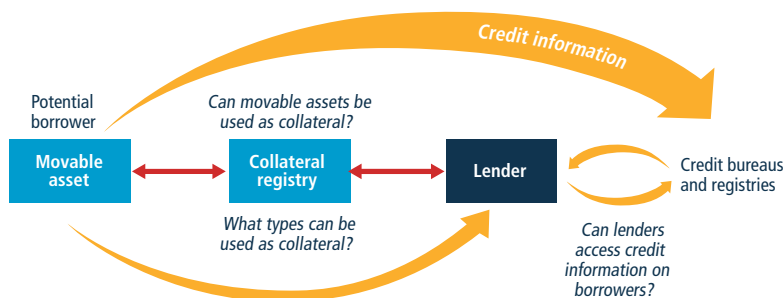 Credit information
Potential
borrower
Can movable assets be
used as collateral?
Movable
asset
Collateral
registry
Lender
Credit bureaus
and registries
What types can be
used as collateral?
Can lenders
access credit
information on
borrowers?